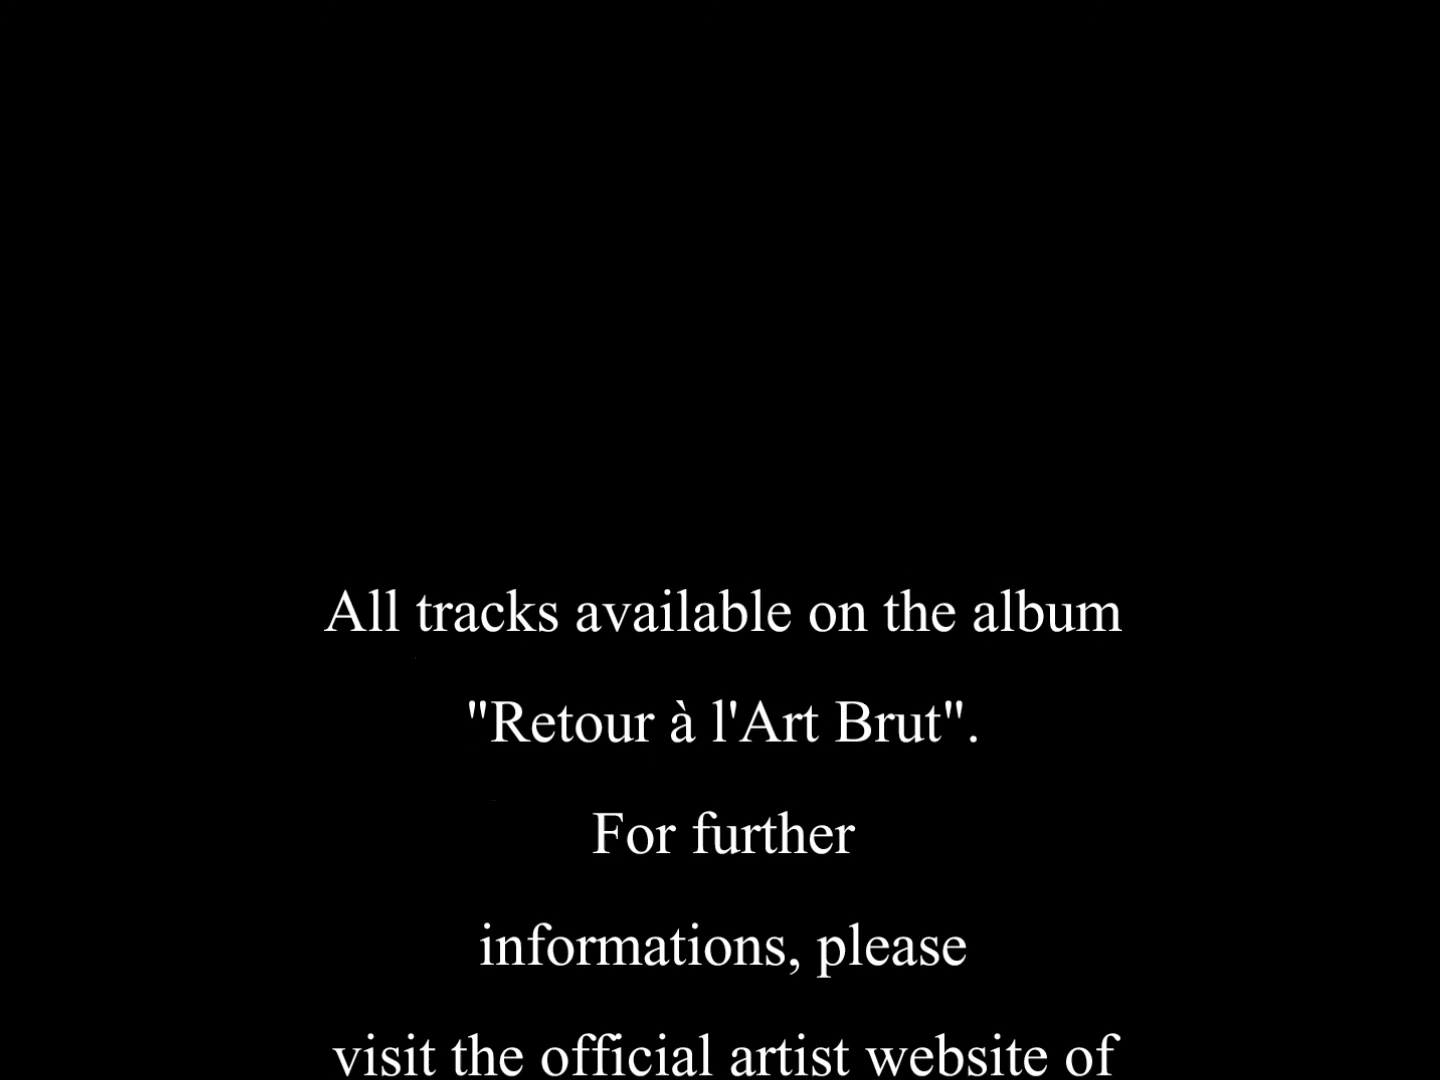 All tracks available on the album
"Retour à l'Art Brut".
For further
informations, please
visit the official artist website of